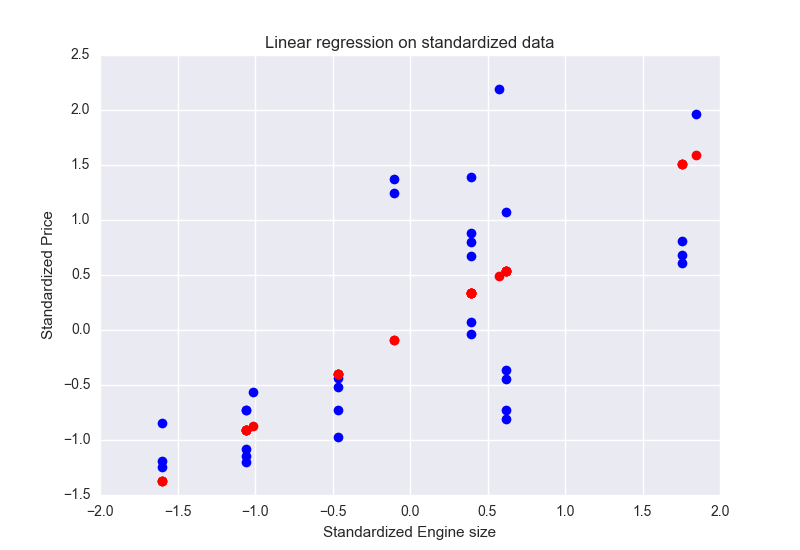 Linear regression on standardized data
2.5
2.0
1.5
1.0
0.5
0.0
−0.5
−1.0
−1.5
Standardized Price
−2.0 −1.5 −1.0 −0.5 0.0 0.5 1.0 1.5 2.0
Standardized Engine size